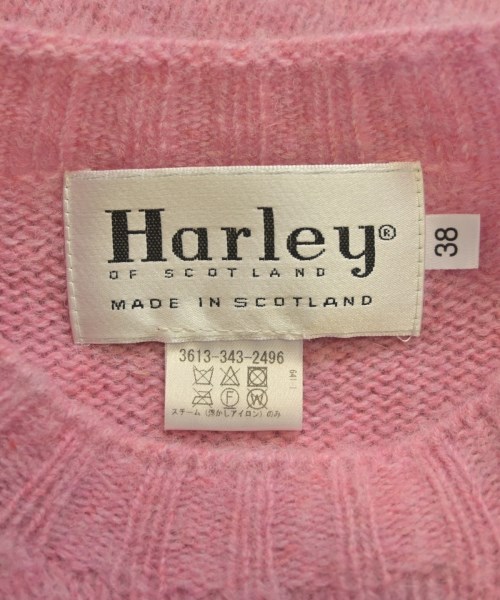 Harley®
OF SCOTLAND
MADE IN SCOTLAND
38
3613-343-2496
F W
スチーム(浮かしアイロン)のみ